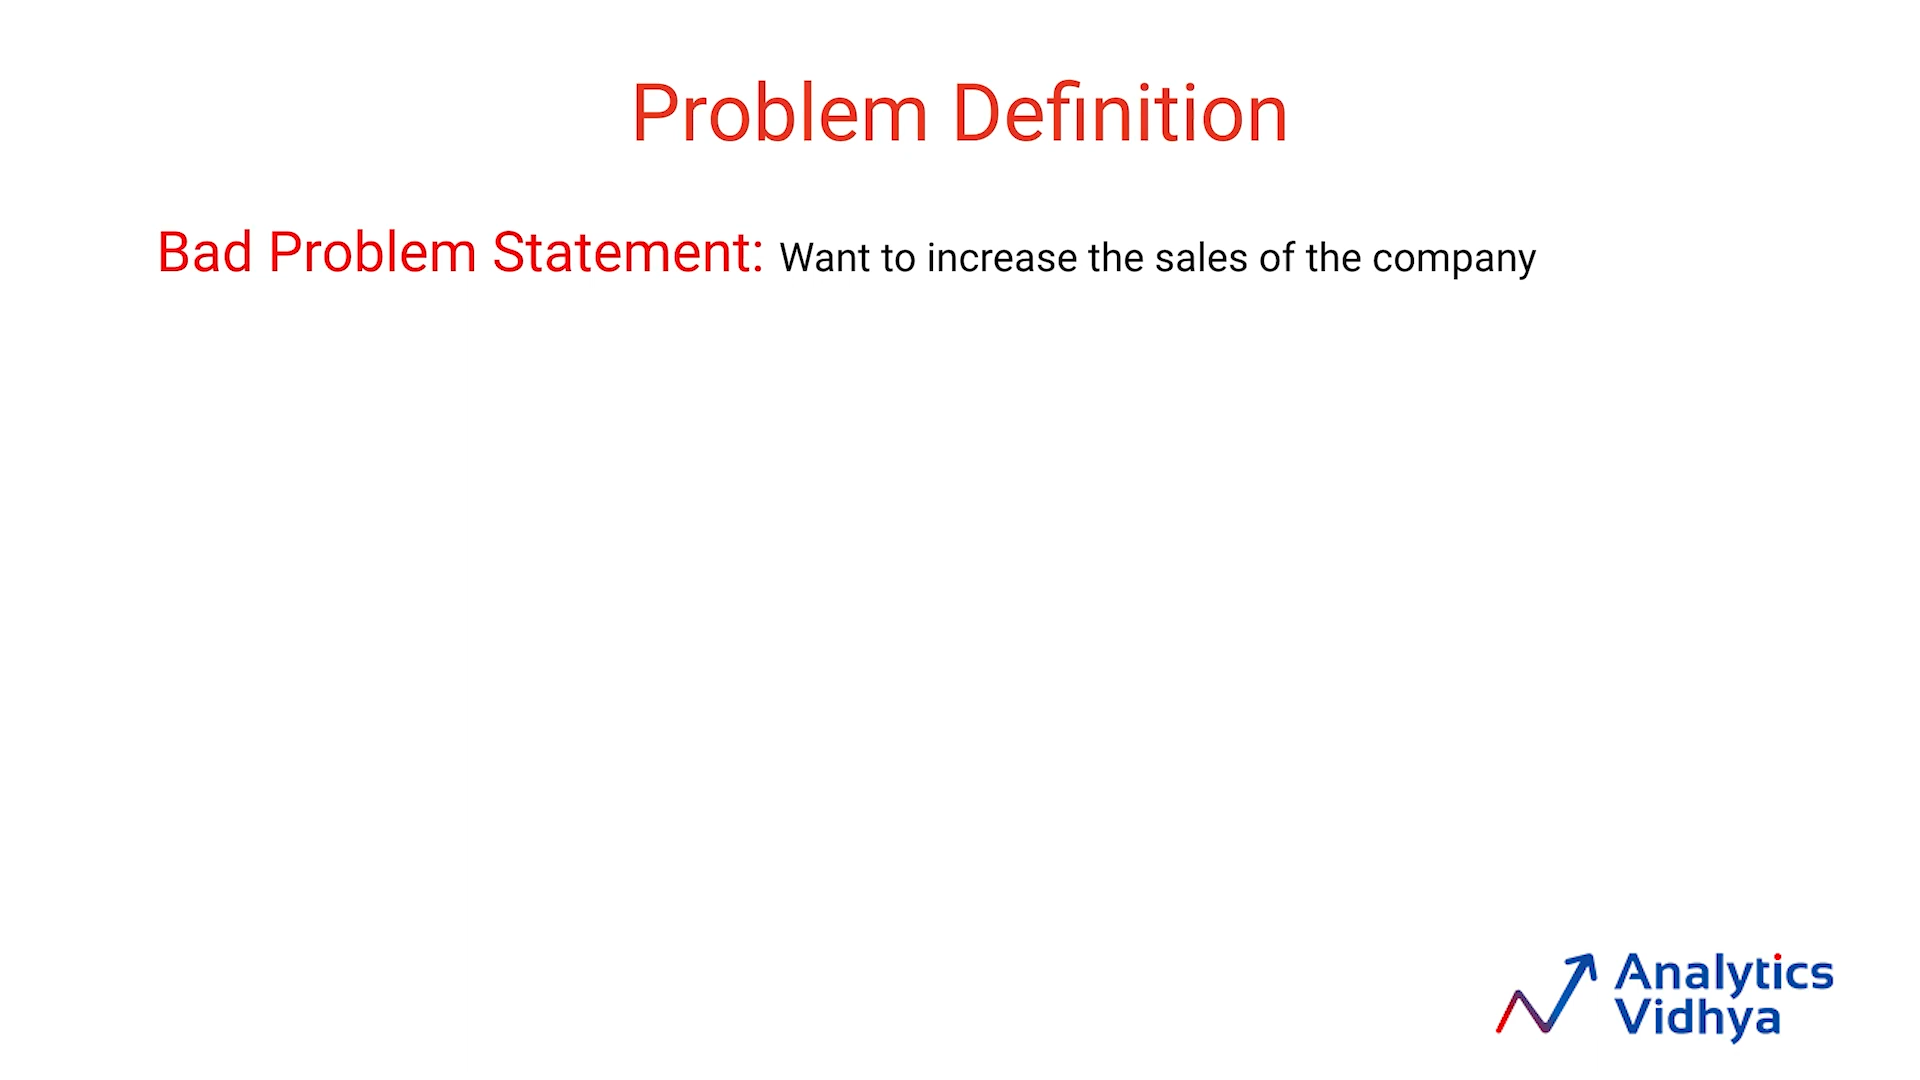 Problem Definition
Bad Problem Statement: Want to increase the sales of the company
Analytics
Vidhya